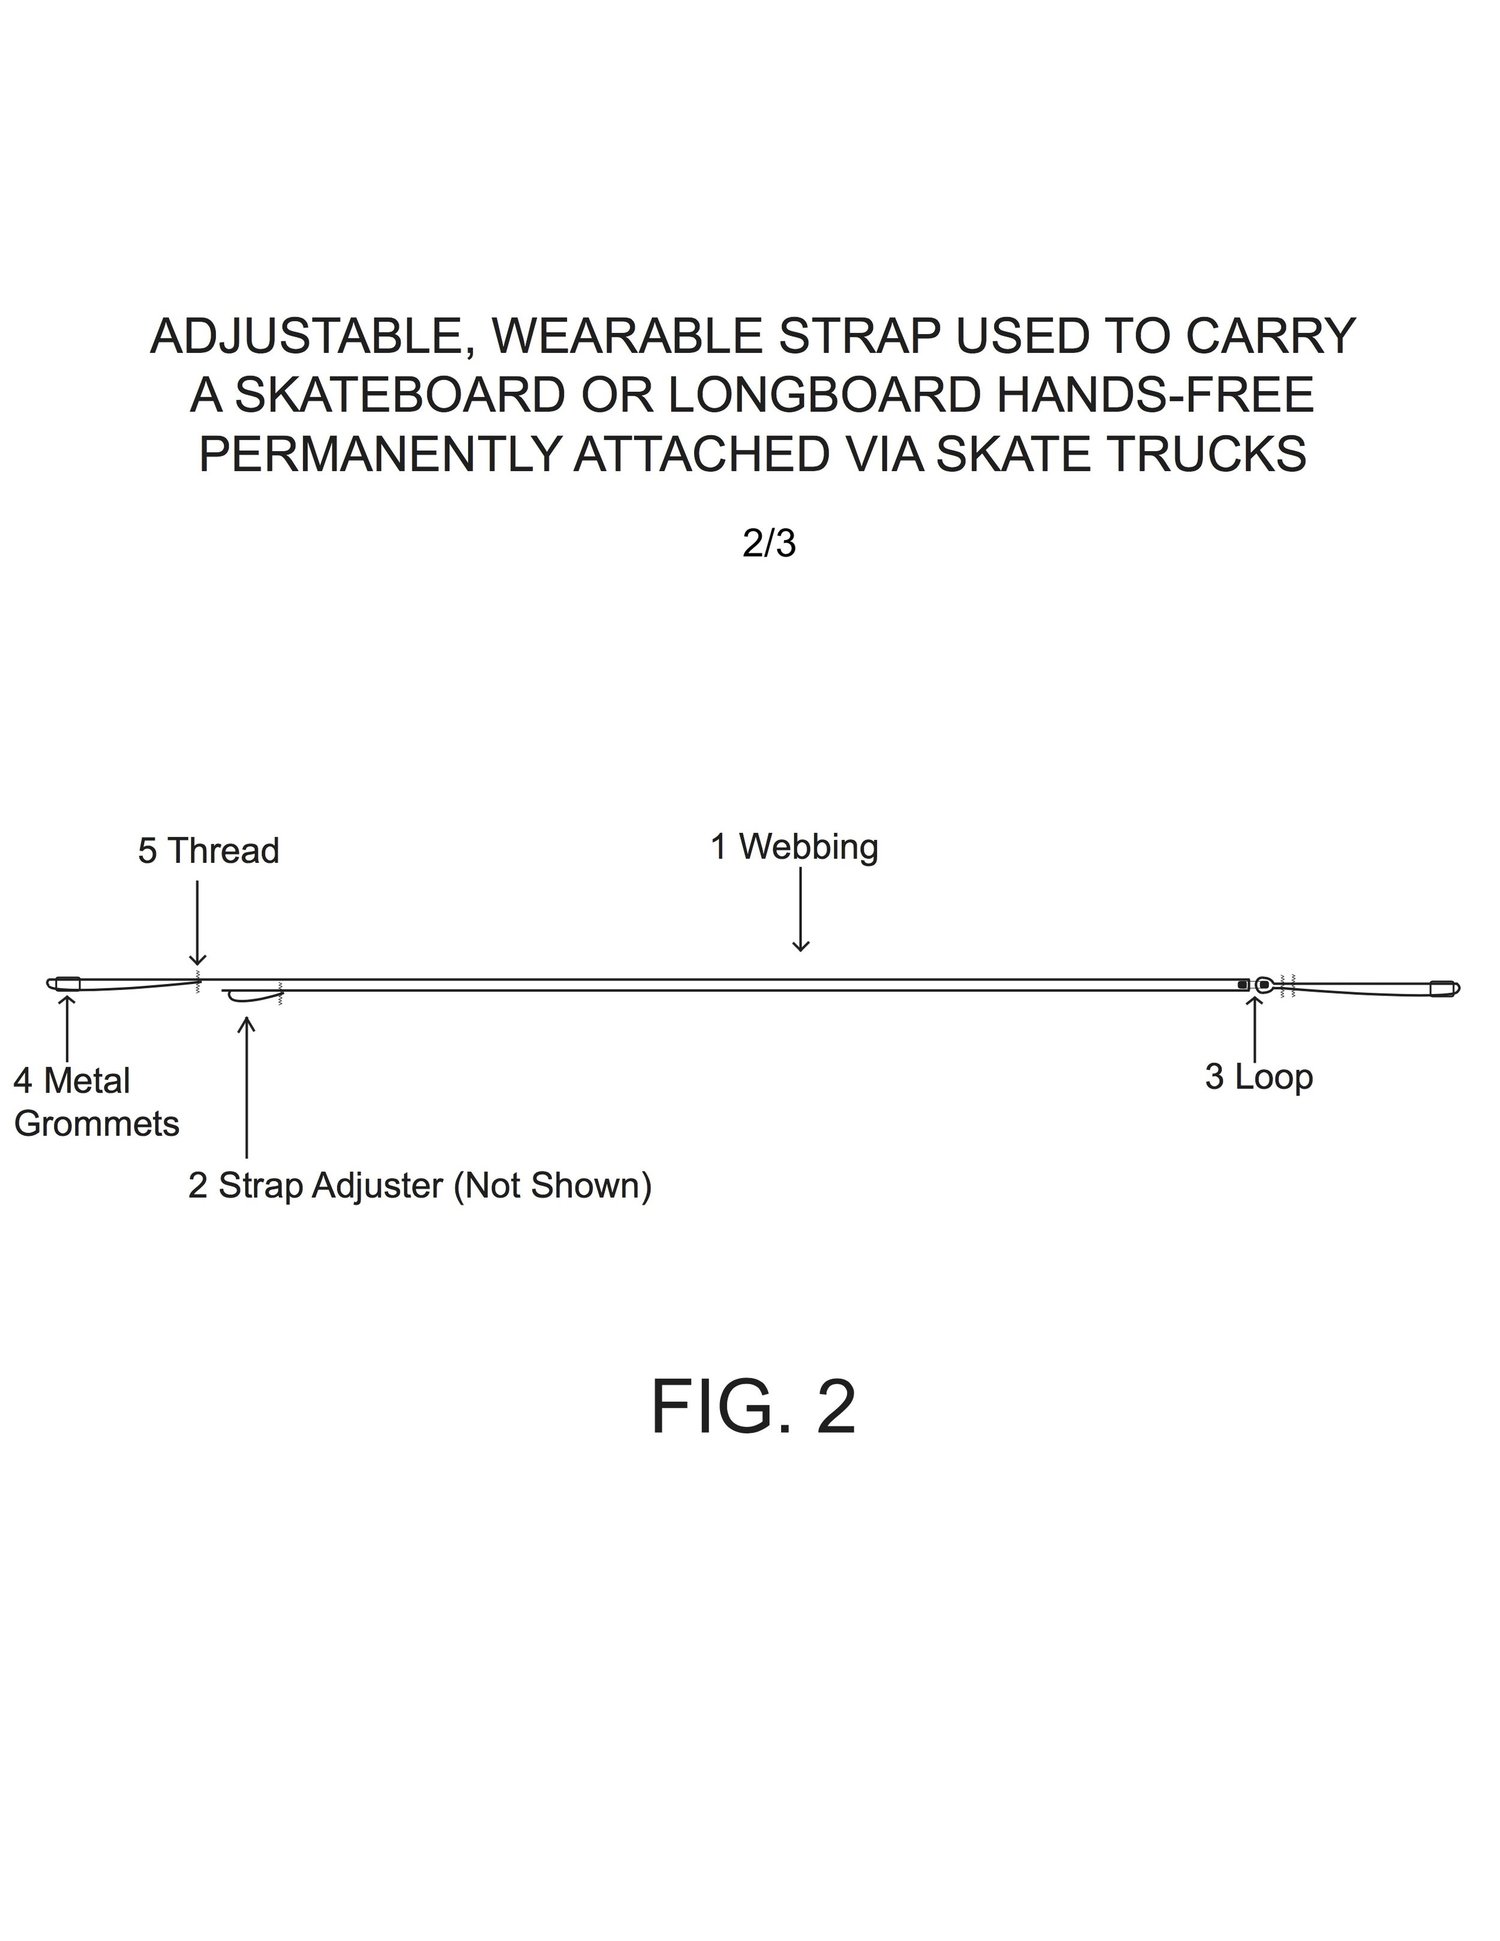 ADJUSTABLE, WEARABLE STRAP USED TO CARRY
A SKATEBOARD OR LONGBOARD HANDS-FREE
PERMANENTLY ATTACHED VIA SKATE TRUCKS
2/3
5 Thread
1 Webbing
4 Metal
Grommets
3 Loop
2 Strap Adjuster (Not Shown)
FIG. 2